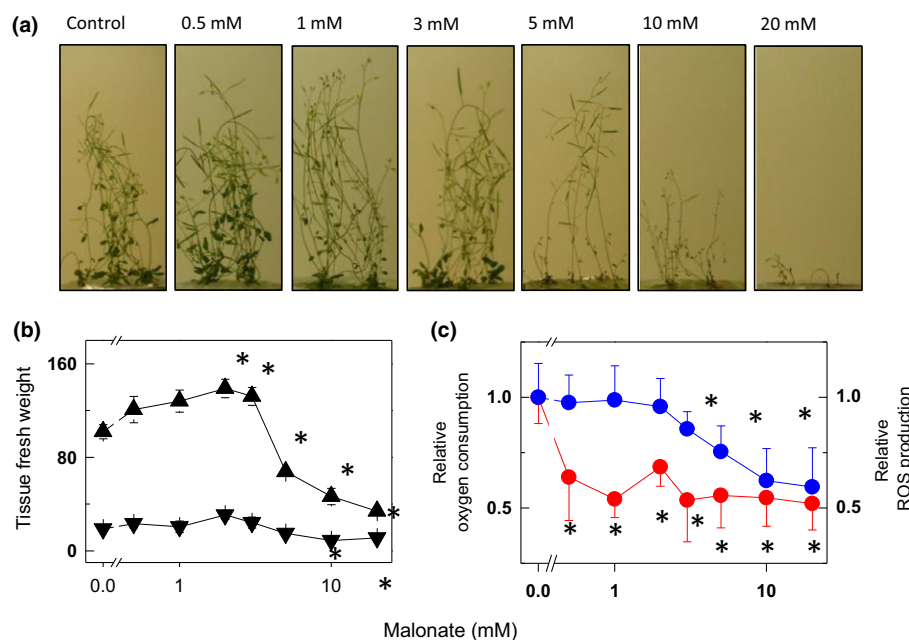 (a)
Control 0.5 mM 1 mM 3 mM 5 mM 10 mM 20 mM
(b)
Tissue fresh weight
160
80
0
* * * * * * *
0.0 1 10
(c)
Relative
oxygen consumption
1.0
0.5
* * *
* * * * * * *
1.0
0.5
Relative
ROS production
0.0 1 10
Malonate (mM)